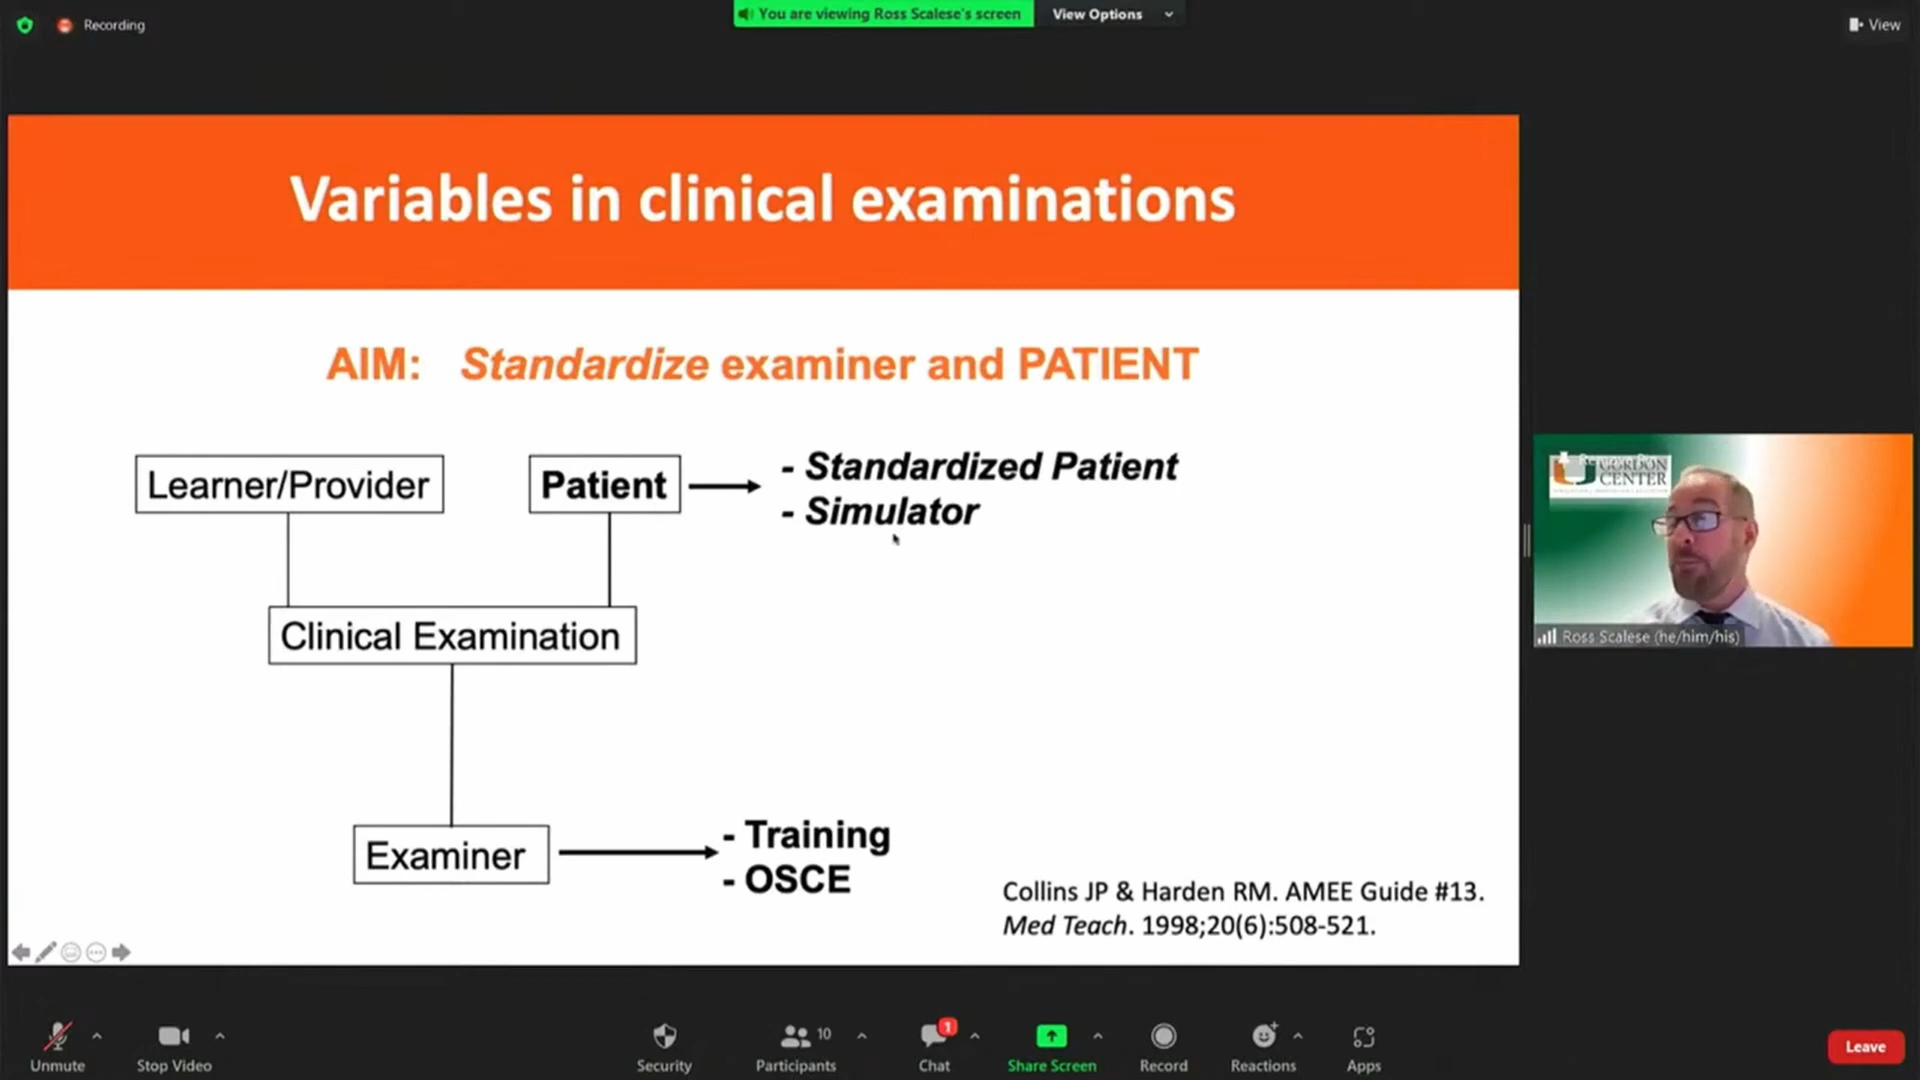 Recording
You are viewing Ross Scalese's screen
View Options
View
Variables in clinical examinations
AIM: Standardize examiner and PATIENT
Learner/Provider
Patient
- Standardized Patient
- Simulator
Clinical Examination
Examiner
- Training
- OSCE
Collins JP & Harden RM. AMEE Guide #13.
Med Teach. 1998;20(6):508-521.
GORDON
CENTER
Ross Scalese (he/him/his)
Unmute
Stop Video
Security
Participants
10
Chat
1
Share Screen
Record
Reactions
Apps
Leave